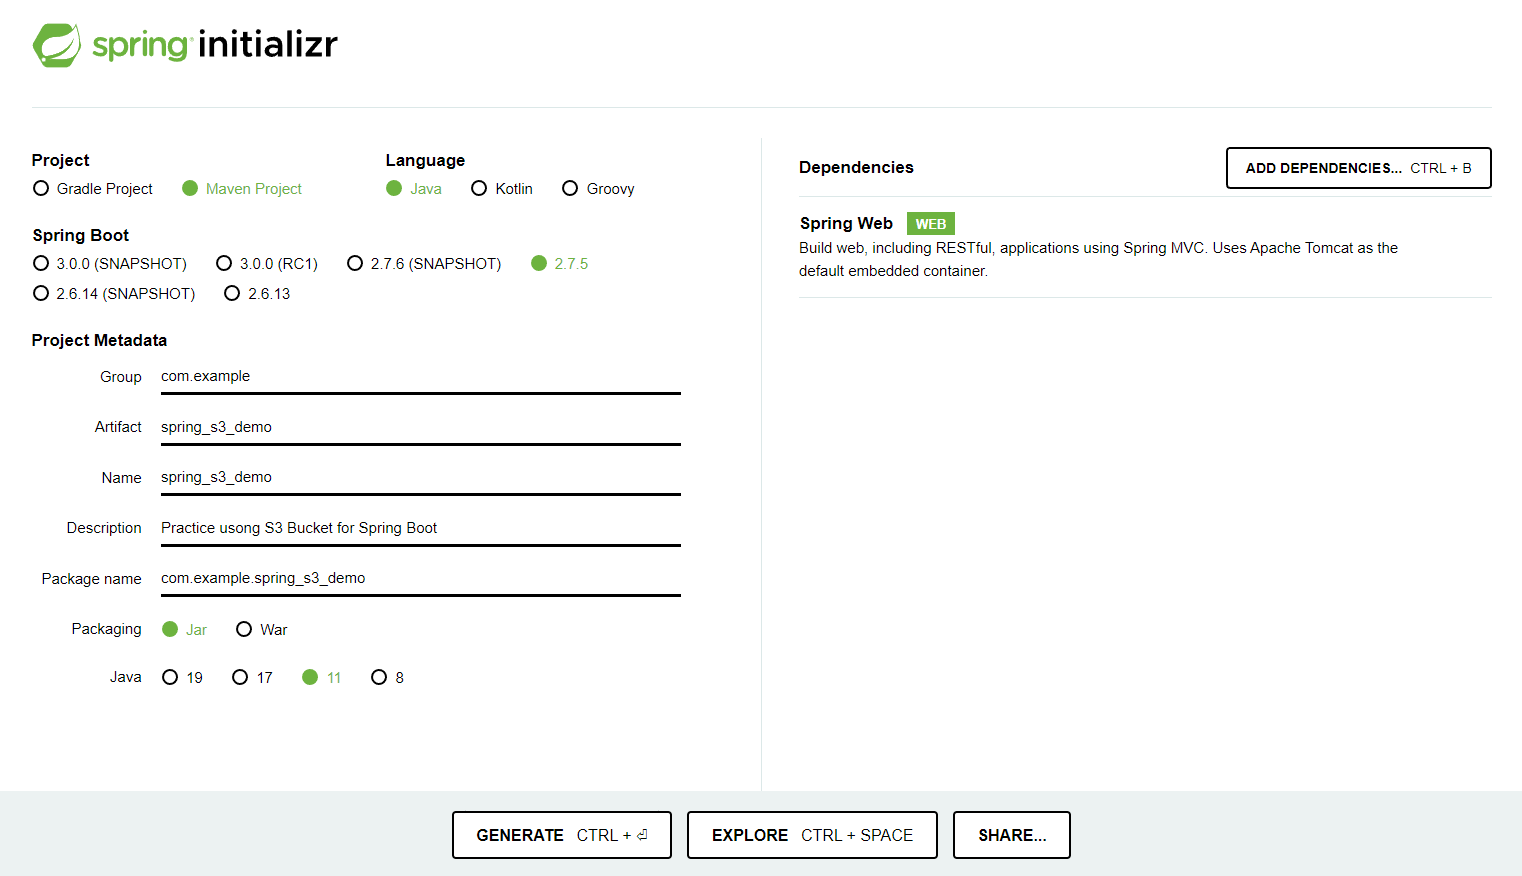 spring initializr
Project
Gradle Project Maven Project
Language
Java Kotlin Groovy
Spring Boot
3.0.0 (SNAPSHOT) 3.0.0 (RC1) 2.7.6 (SNAPSHOT) 2.7.5
2.6.14 (SNAPSHOT) 2.6.13
Project Metadata
Group com.example
Artifact spring_s3_demo
Name spring_s3_demo
Description Practice usong S3 Bucket for Spring Boot
Package name com.example.spring_s3_demo
Packaging Jar War
Java 19 17 11 8
Dependencies ADD DEPENDENCIES... CTRL + B
Spring Web WEB
Build web, including RESTful, applications using Spring MVC. Uses Apache Tomcat as the
default embedded container.
GENERATE CTRL + ⏎ EXPLORE CTRL + SPACE SHARE...